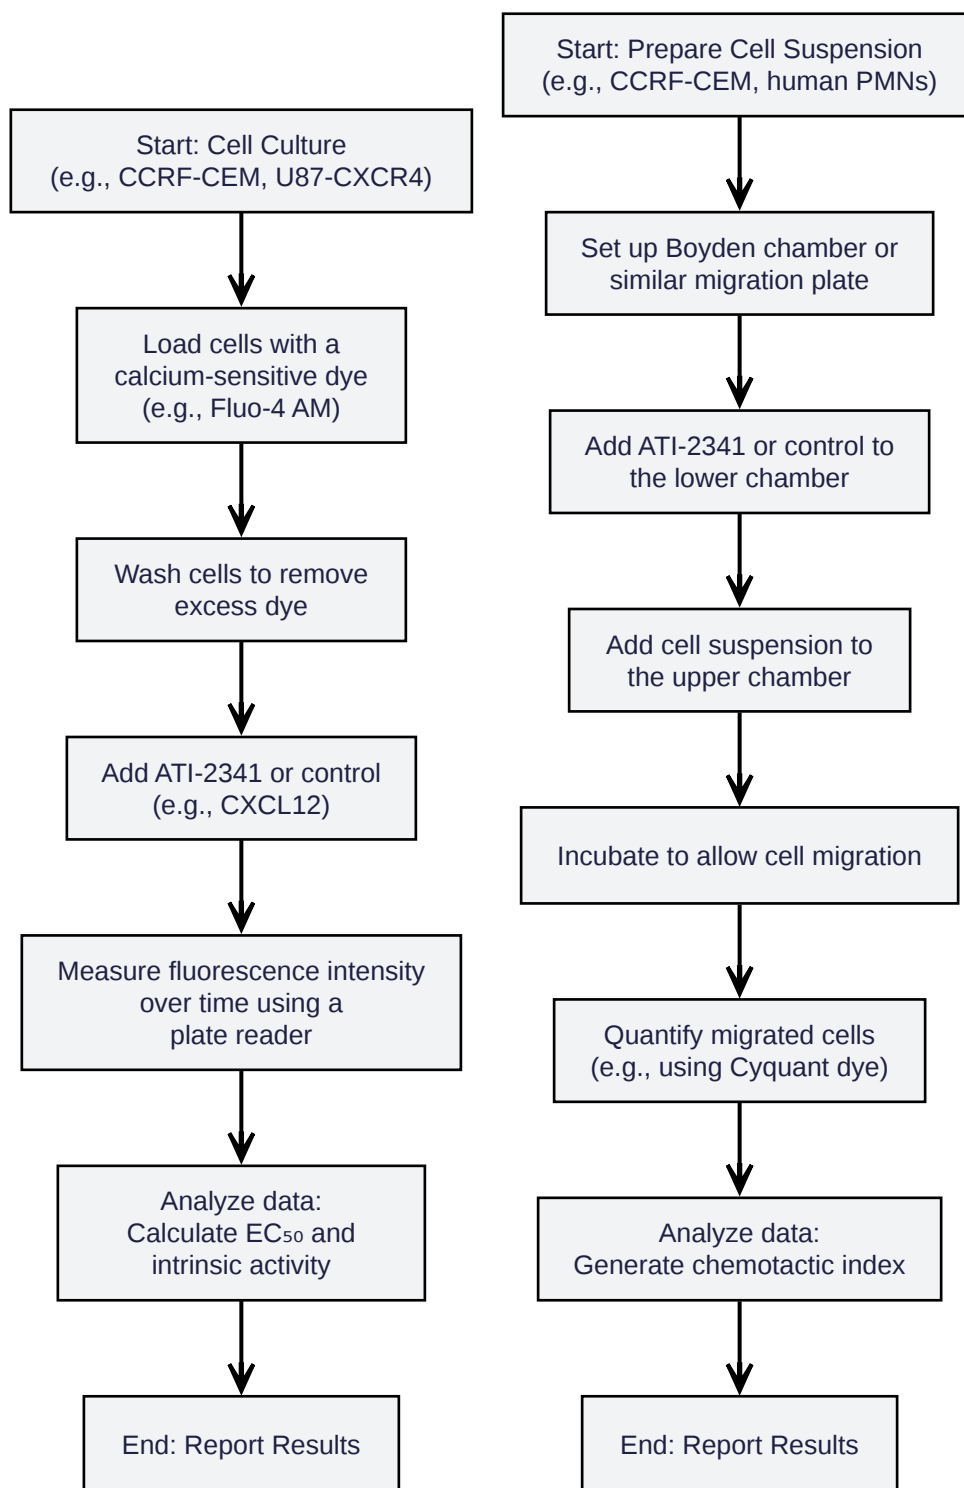 Start: Cell Culture
(e.g., CCRF-CEM, U87-CXCR4)
Load cells with a
calcium-sensitive dye
(e.g., Fluo-4 AM)
Wash cells to remove
excess dye
Add ATI-2341 or control
(e.g., CXCL12)
Measure fluorescence intensity
over time using a
plate reader
Analyze data:
Calculate EC₅₀ and
intrinsic activity
End: Report Results
Start: Prepare Cell Suspension
(e.g., CCRF-CEM, human PMNs)
Set up Boyden chamber or
similar migration plate
Add ATI-2341 or control to
the lower chamber
Add cell suspension to
the upper chamber
Incubate to allow cell migration
Quantify migrated cells
(e.g., using Cyquant dye)
Analyze data:
Generate chemotactic index
End: Report Results